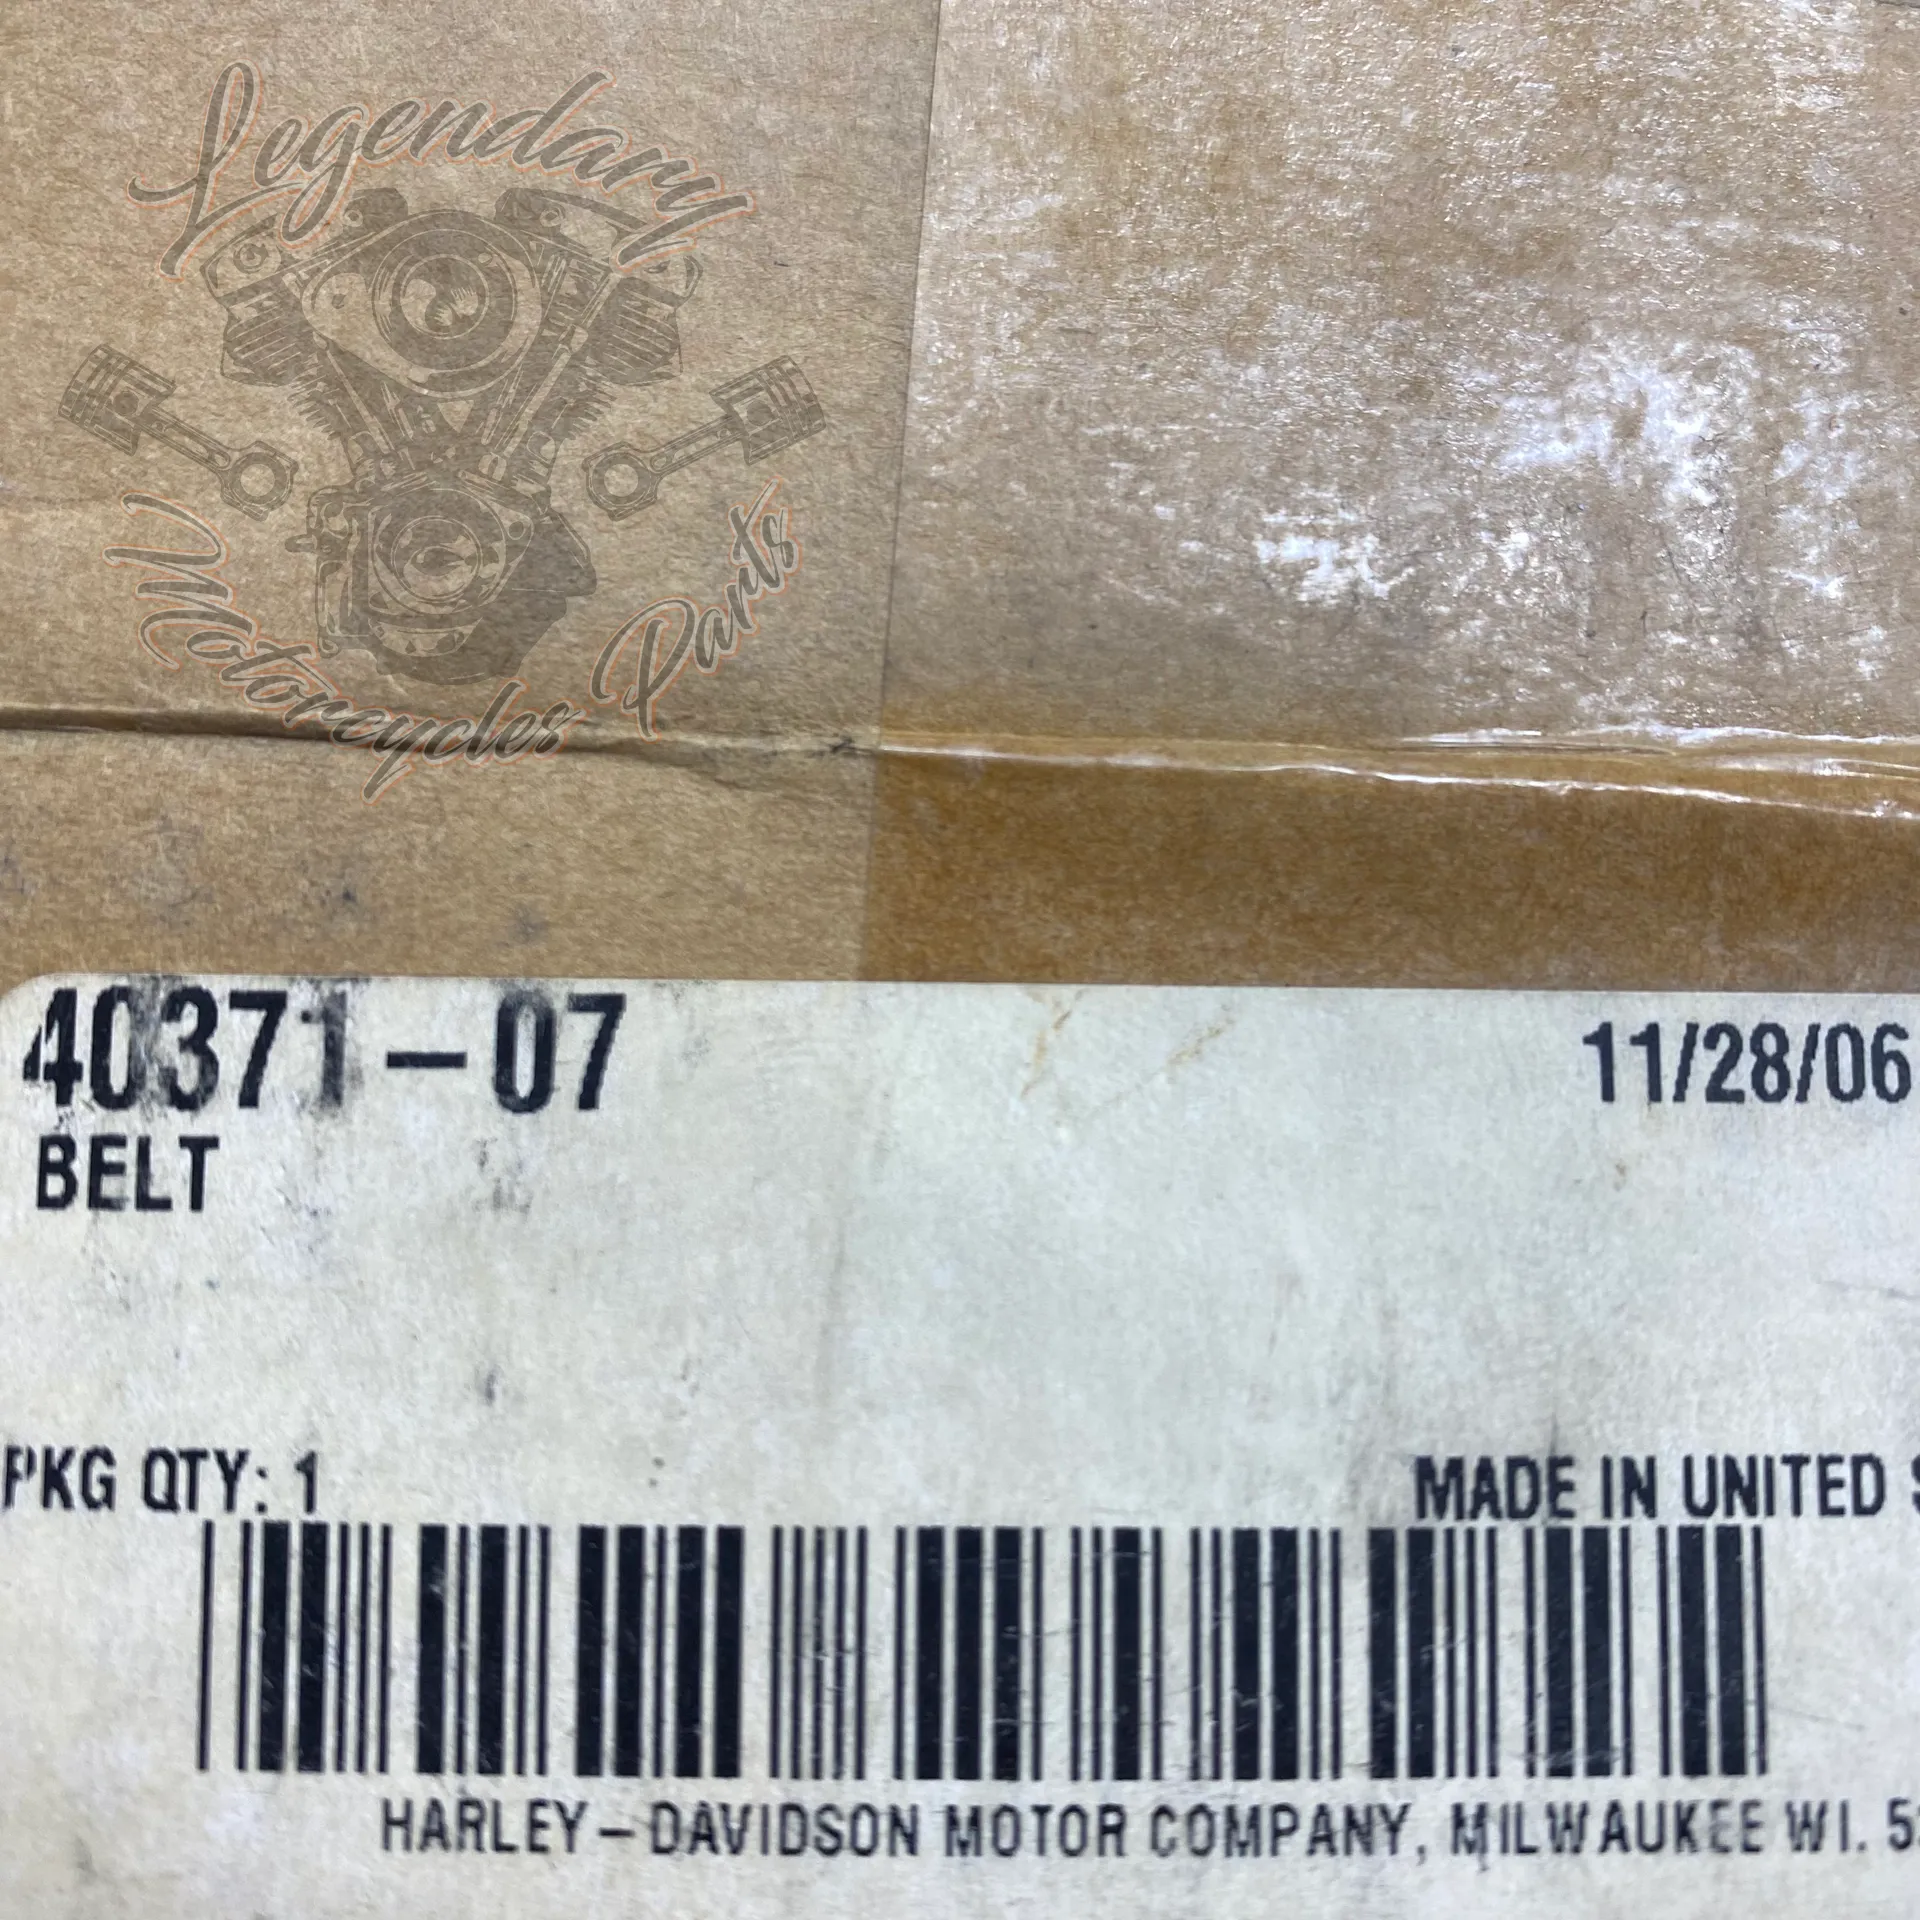 Legendary
Motorcycles Parts
40371-07
11/28/06
BELT
PKG QTY: 1
MADE IN UNITED
HARLEY-DAVIDSON MOTOR COMPANY, MILWAUKEE WI.